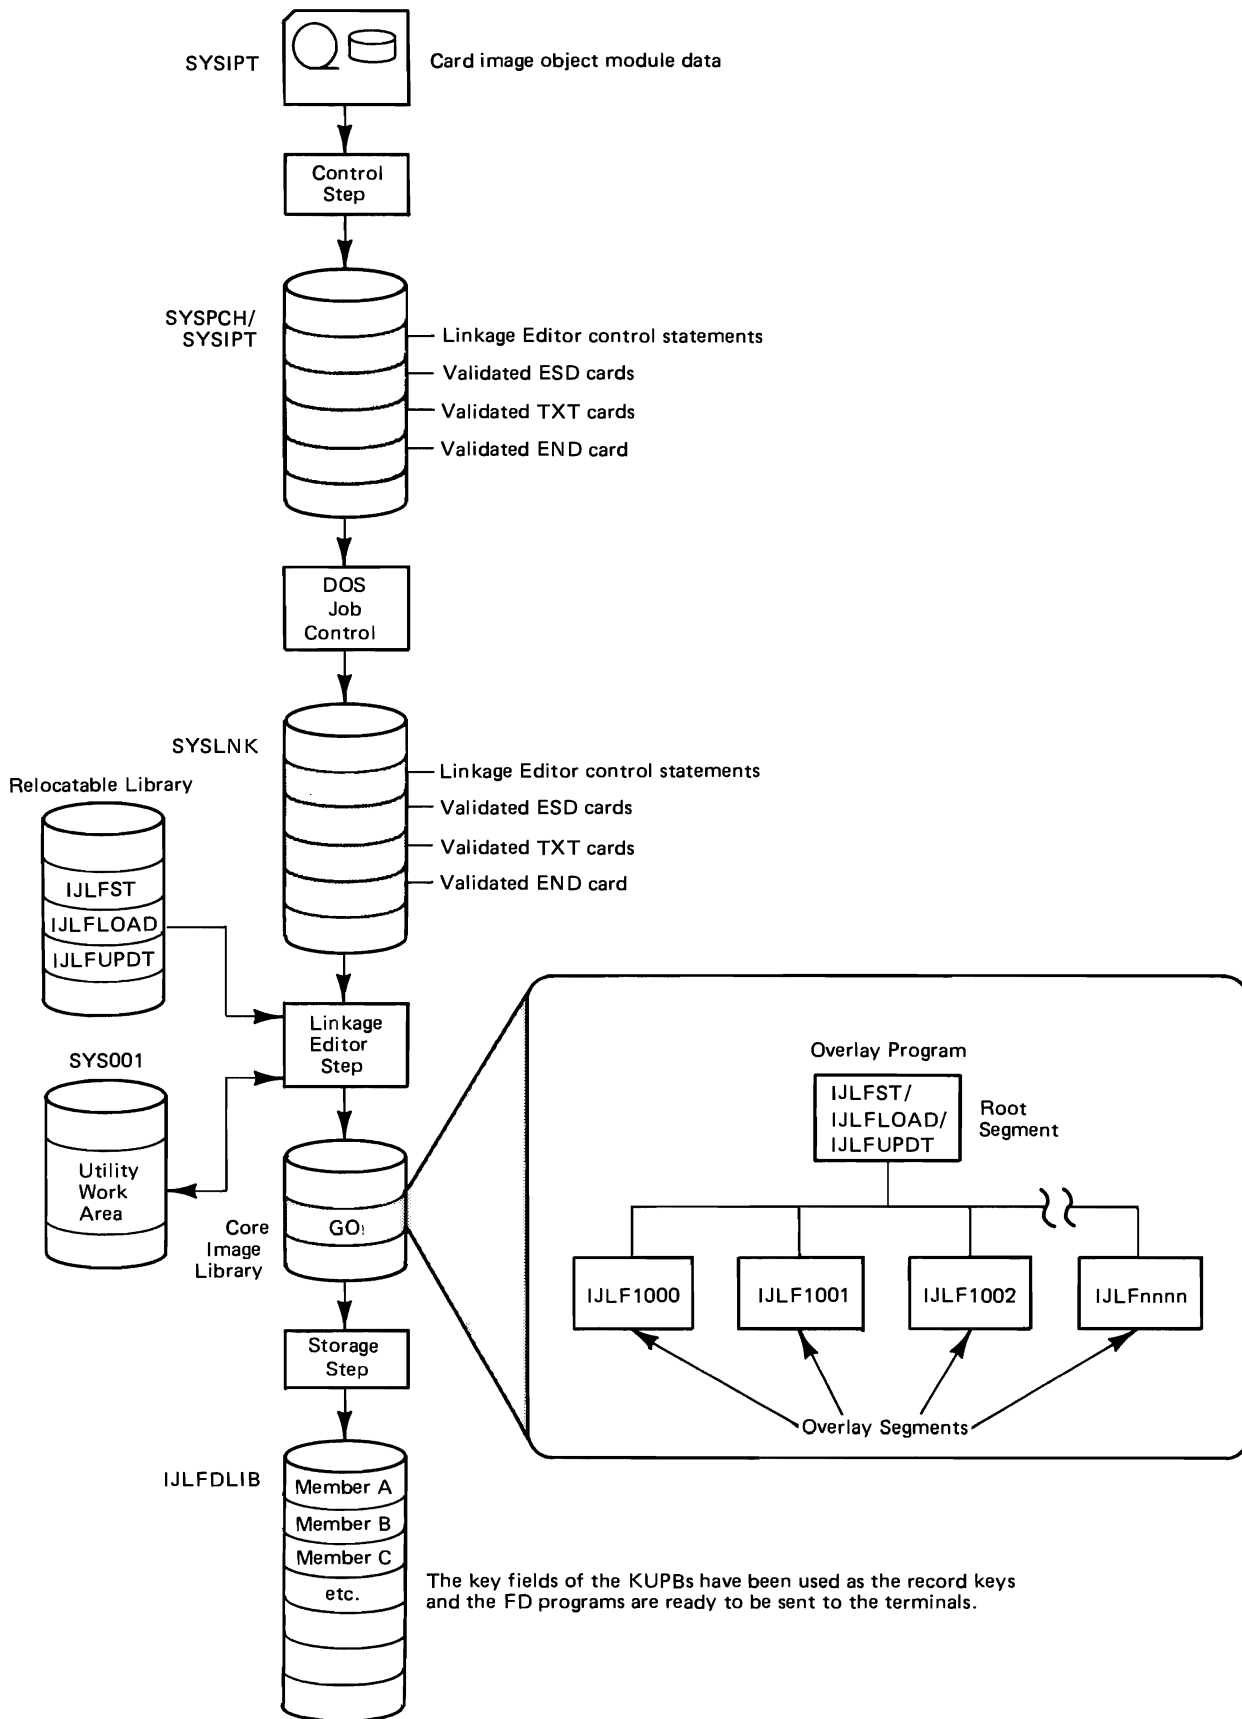 SYSIPT
Card image object module data
Control
Step
SYSPCH/
SYSIPT
Linkage Editor control statements
Validated ESD cards
Validated TXT cards
Validated END card
DOS
Job
Control
SYSLNK
Linkage Editor control statements
Validated ESD cards
Validated TXT cards
Validated END card
Relocatable Library
IJLFST
IJLFLOAD
IJLFUPDT
Linkage
Editor
Step
SYS001
Utility
Work
Area
Core
Image
Library
GO
Overlay Program
IJLFST/
IJLFLOAD/
IJLFUPDT
Root
Segment
IJLF1000
IJLF1001
IJLF1002
IJLFnnnn
Overlay Segments
Storage
Step
IJLFDLIB
Member A
Member B
Member C
etc.
The key fields of the KUPBs have been used as the record keys
and the FD programs are ready to be sent to the terminals.